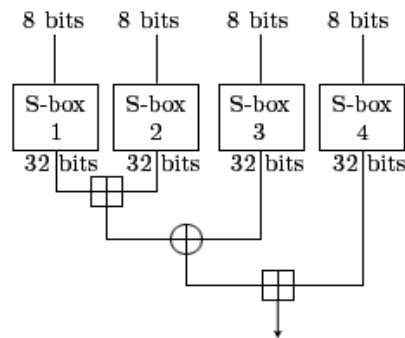 8 bits 8 bits 8 bits 8 bits
S-box S-box S-box S-box
1 2 3 4
32 bits 32 bits 32 bits 32 bits